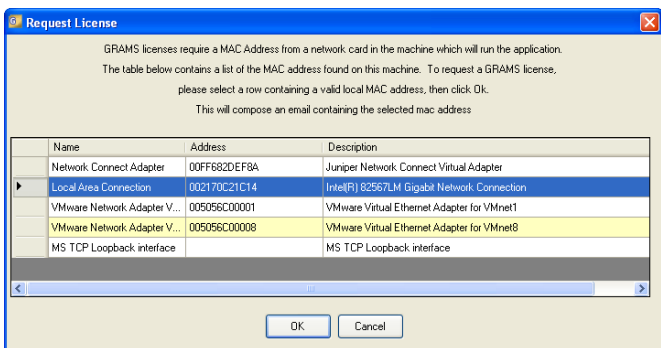 Request License
GRAMS licenses require a MAC Address from a network card in the machine which will run the application.
The table below contains a list of the MAC address found on this machine. To request a GRAMS license,
please select a row containing a valid local MAC address, then click Ok.
This will compose an email containing the selected mac address
Name Address Description
Network Connect Adapter 00FF682DEF8A Juniper Network Connect Virtual Adapter
Local Area Connection 002170C21C14 Intel(R) 82567LM Gigabit Network Connection
VMware Network Adapter V... 005056C00001 VMware Virtual Ethernet Adapter for VMnet1
VMware Network Adapter V... 005056C00008 VMware Virtual Ethernet Adapter for VMnet8
MS TCP Loopback interface MS TCP Loopback interface
OK Cancel